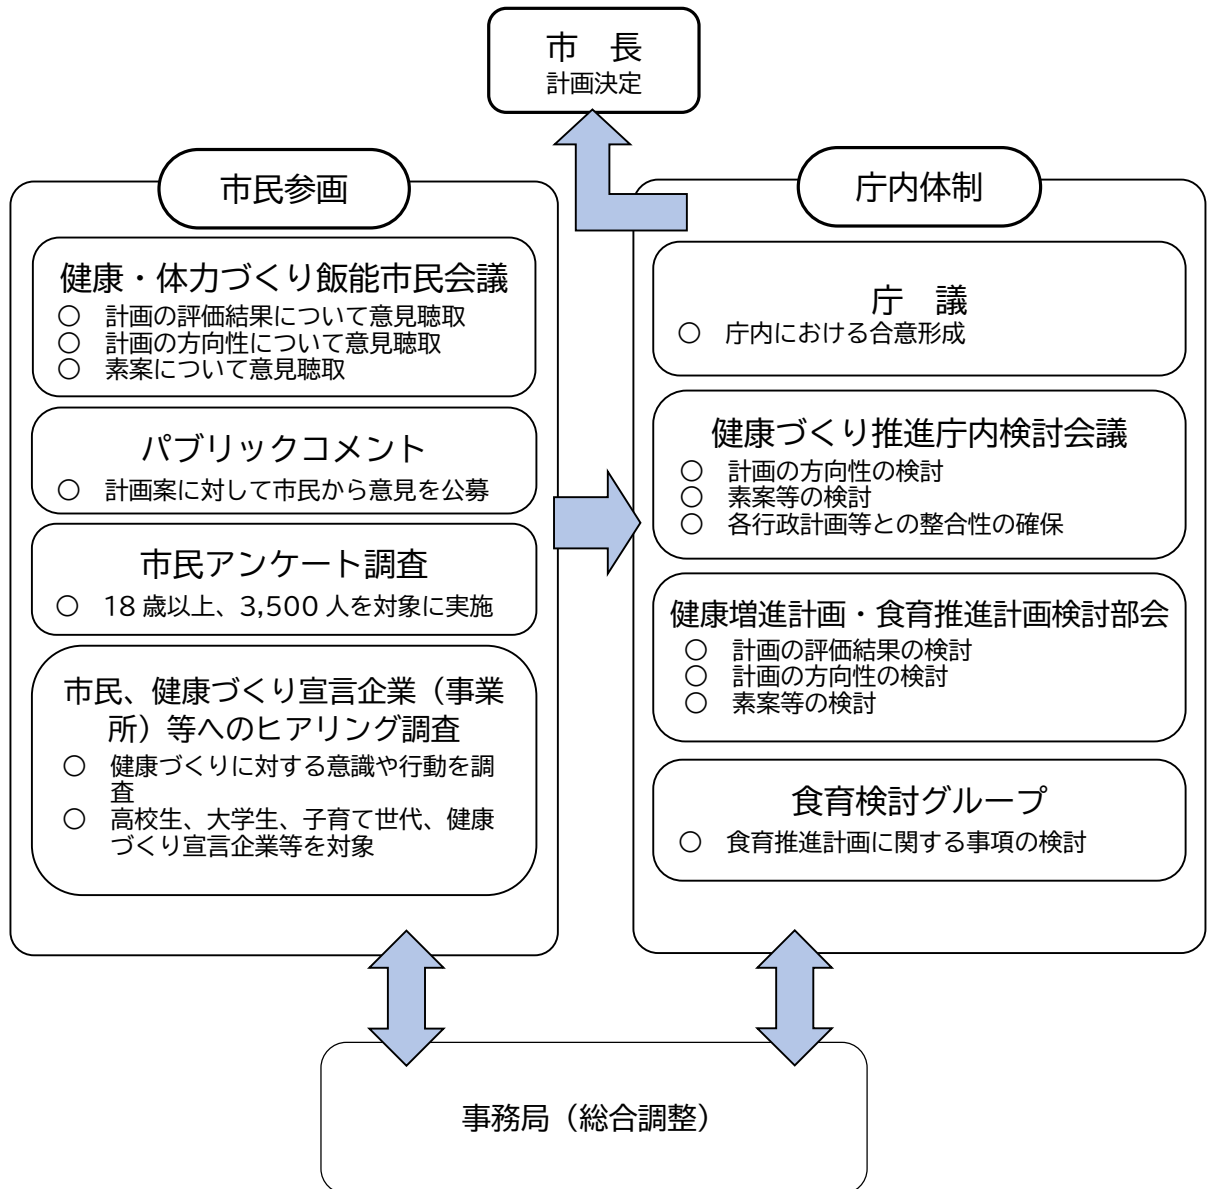 市　長
計画決定
市民参画
健康・体力づくり飯能市民会議
○　計画の評価結果について意見聴取
○　計画の方向性について意見聴取
○　素案について意見聴取
パブリックコメント
○　計画案に対して市民から意見を公募
市民アンケート調査
○　18 歳以上、3,500 人を対象に実施
市民、健康づくり宣言企業（事業
所）等へのヒアリング調査
○　健康づくりに対する意識や行動を調
査
○　高校生、大学生、子育て世代、健康
づくり宣言企業等を対象
庁内体制
庁　議
○　庁内における合意形成
健康づくり推進庁内検討会議
○　計画の方向性の検討
○　素案等の検討
○　各行政計画等との整合性の確保
健康増進計画・食育推進計画検討部会
○　計画の評価結果の検討
○　計画の方向性の検討
○　素案等の検討
食育検討グループ
○　食育推進計画に関する事項の検討
事務局（総合調整）